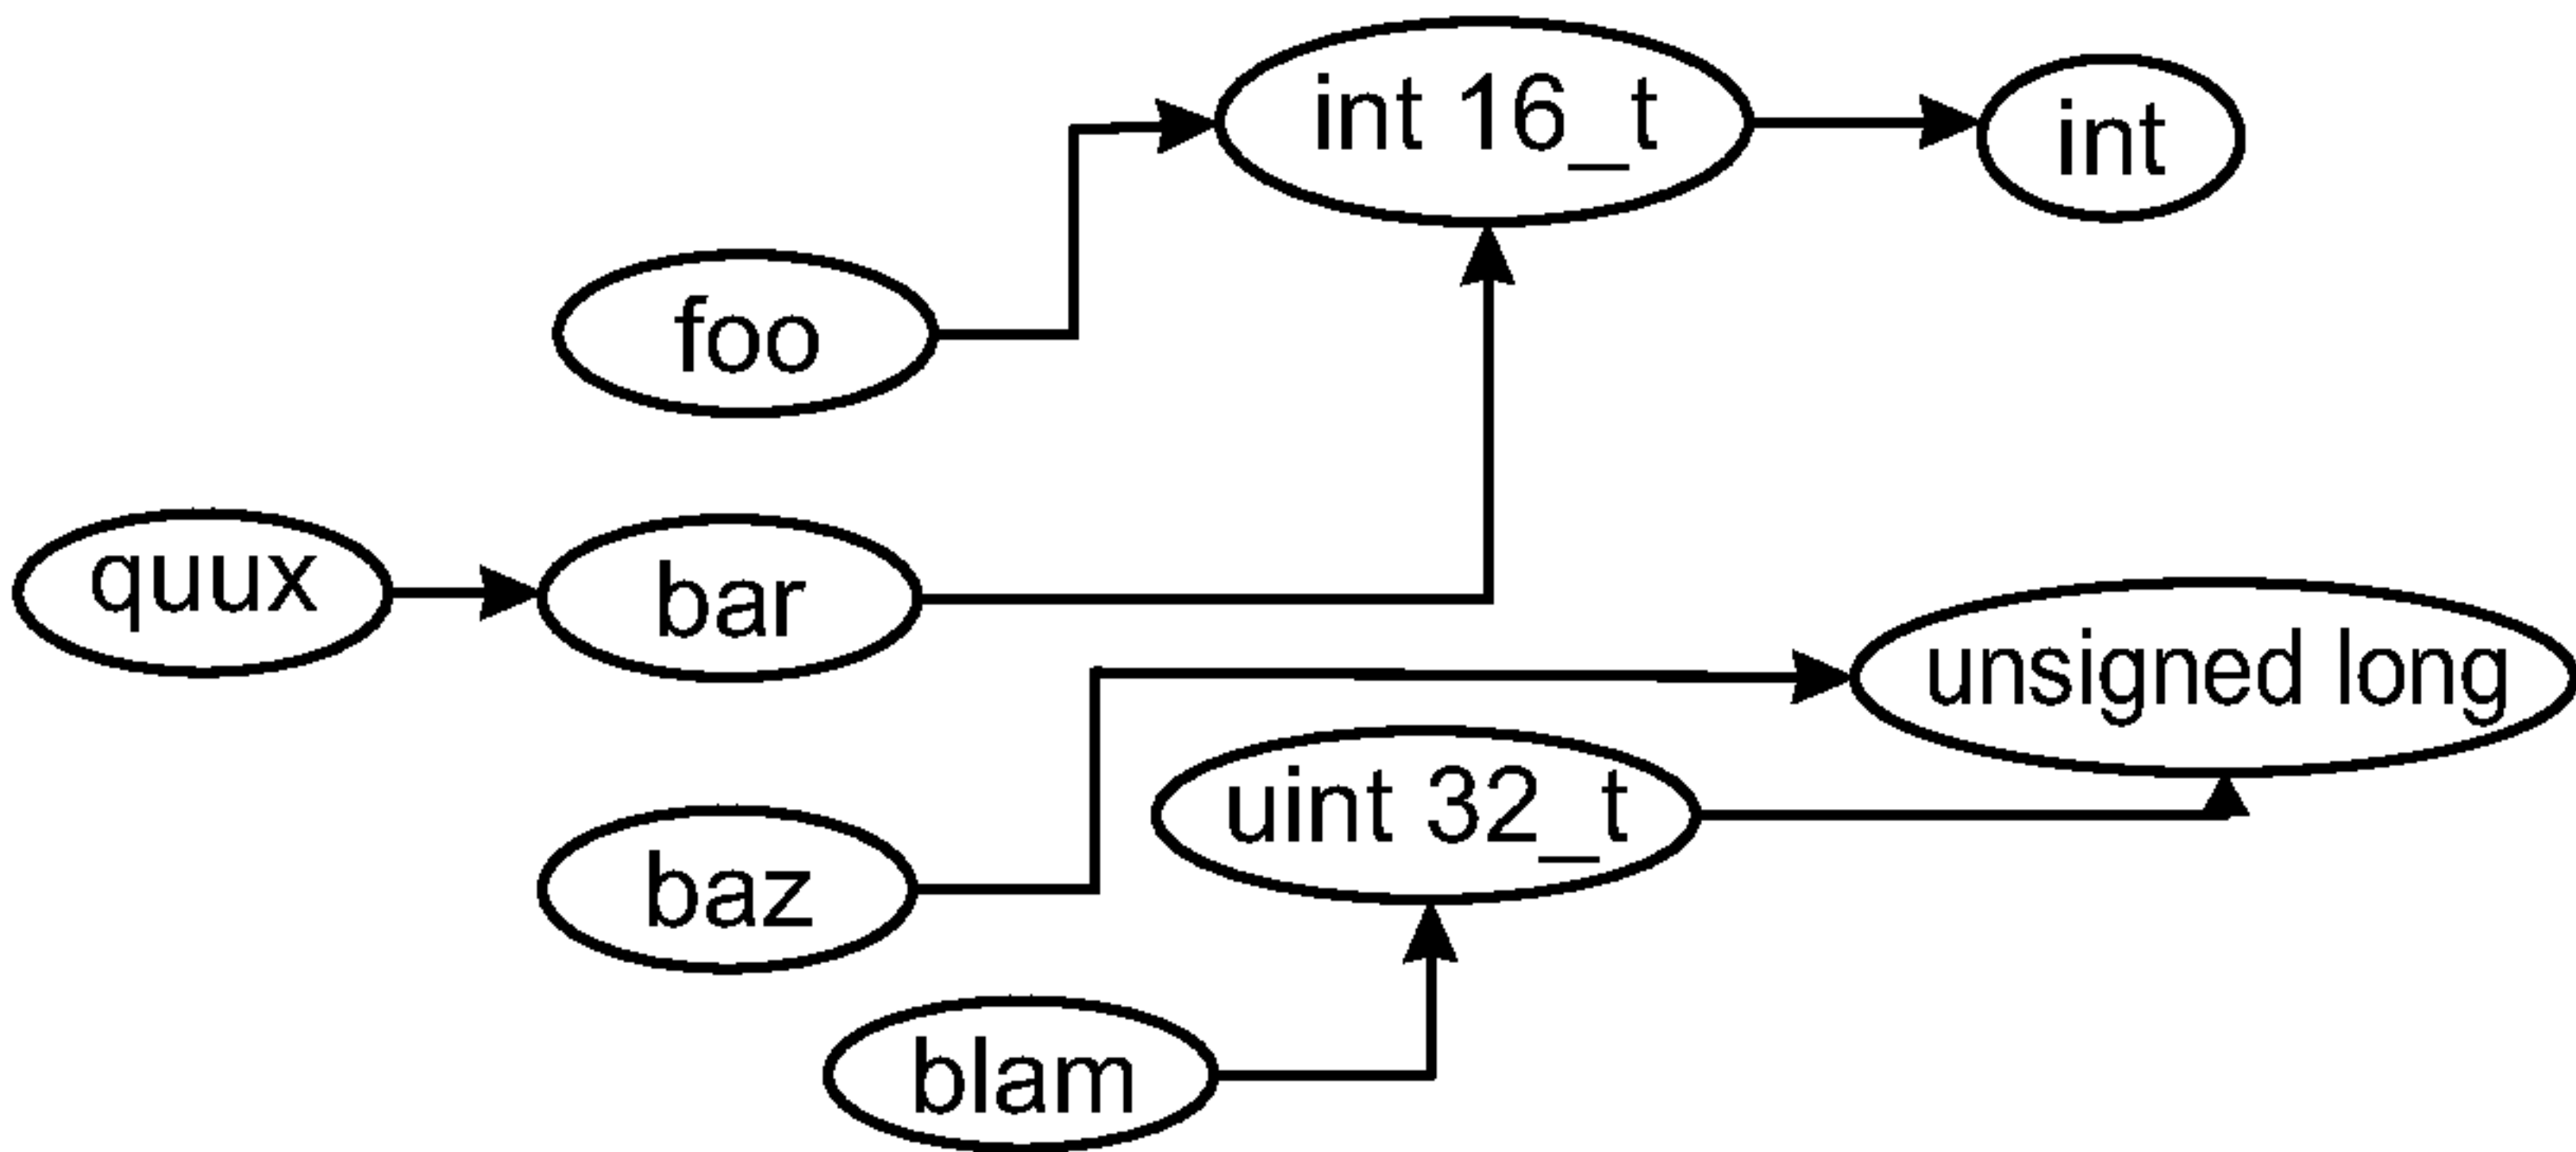 int 16_t
int
foo
quux
bar
unsigned long
uint 32_t
baz
blam